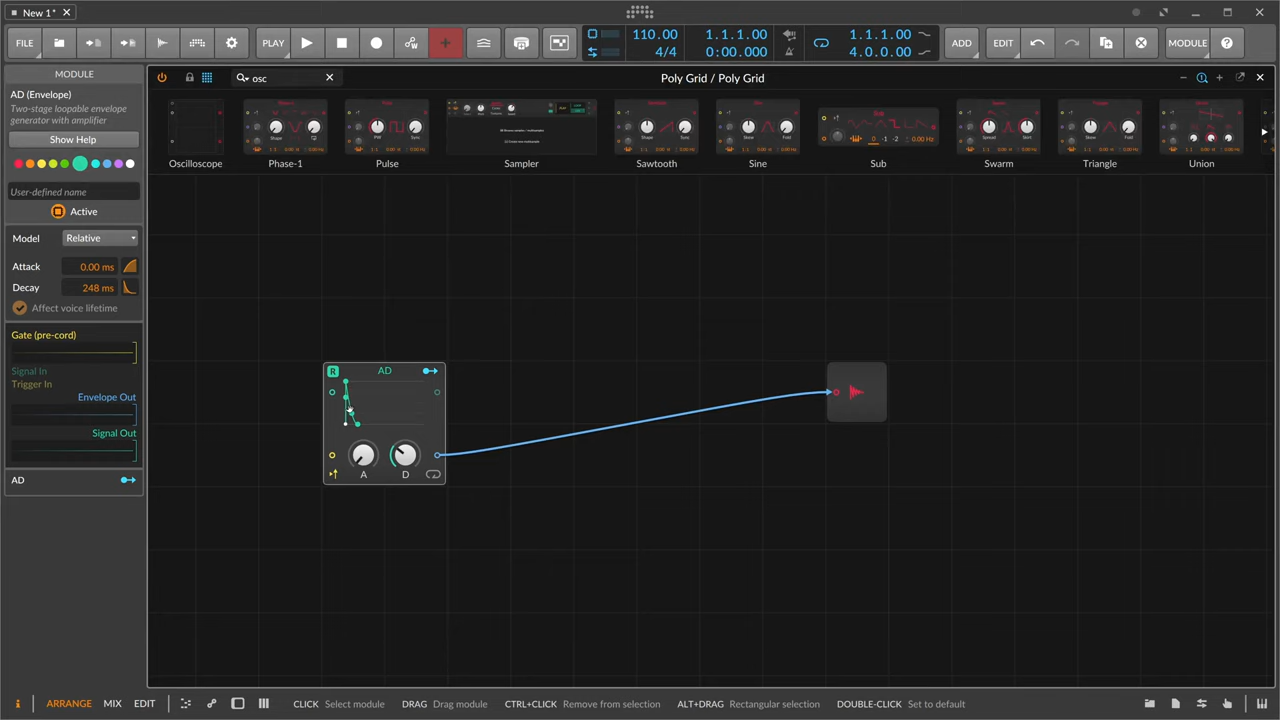 New 1*
FILE
PLAY
110.00
4/4
1.1.1.00
0:00.000
1.1.1.00
4.0.0.00
ADD
EDIT
MODULE
MODULE
AD (Envelope)
Two-stage loopable envelope
generator with amplifier
Show Help
User-defined name
Active
Model
Relative
Attack
0.00 ms
Decay
248 ms
Affect voice lifetime
Gate (pre-cord)
Signal In
Trigger In
Envelope Out
Signal Out
AD
osc
Poly Grid / Poly Grid
Oscilloscope
Phase-1
Pulse
Sampler
Sawtooth
Sine
Sub
Swarm
Triangle
Union
R
AD
A
D
ARRANGE
MIX
EDIT
CLICK Select module
DRAG Drag module
CTRL+CLICK Remove from selection
ALT+DRAG Rectangular selection
DOUBLE-CLICK Set to default